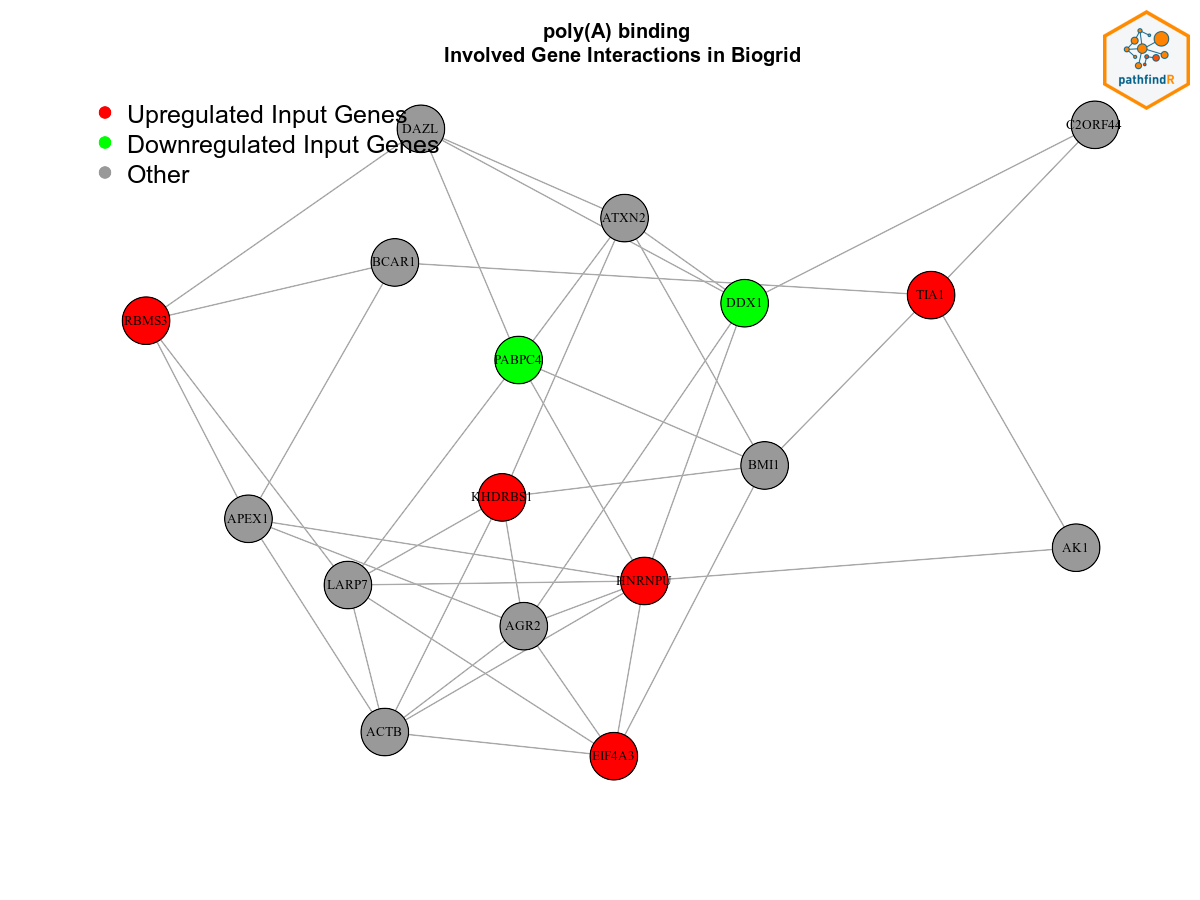 poly(A) binding
Involved Gene Interactions in Biogrid
pathfindR
Upregulated Input Genes
Downregulated Input Genes
Other
DAZL
C2ORF44
ATXN2
BCAR1
TIA1
DDX1
RBMS3
PABPC4
BMI1
KHDRBS1
APEX1
AK1
HNRNPU
LARP7
AGR2
ACTB
EIF4A3